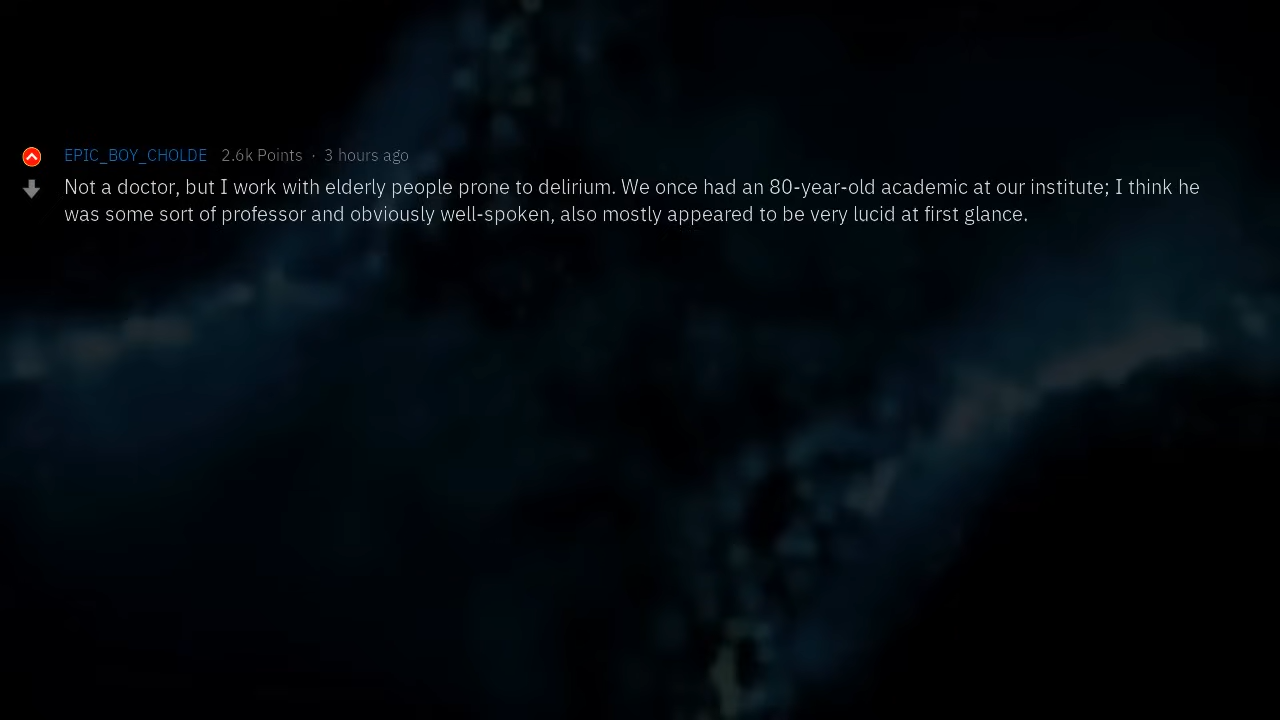 EPIC_BOY_CHOLDE 2.6k Points · 3 hours ago
Not a doctor, but I work with elderly people prone to delirium. We once had an 80-year-old academic at our institute; I think he
was some sort of professor and obviously well-spoken, also mostly appeared to be very lucid at first glance.